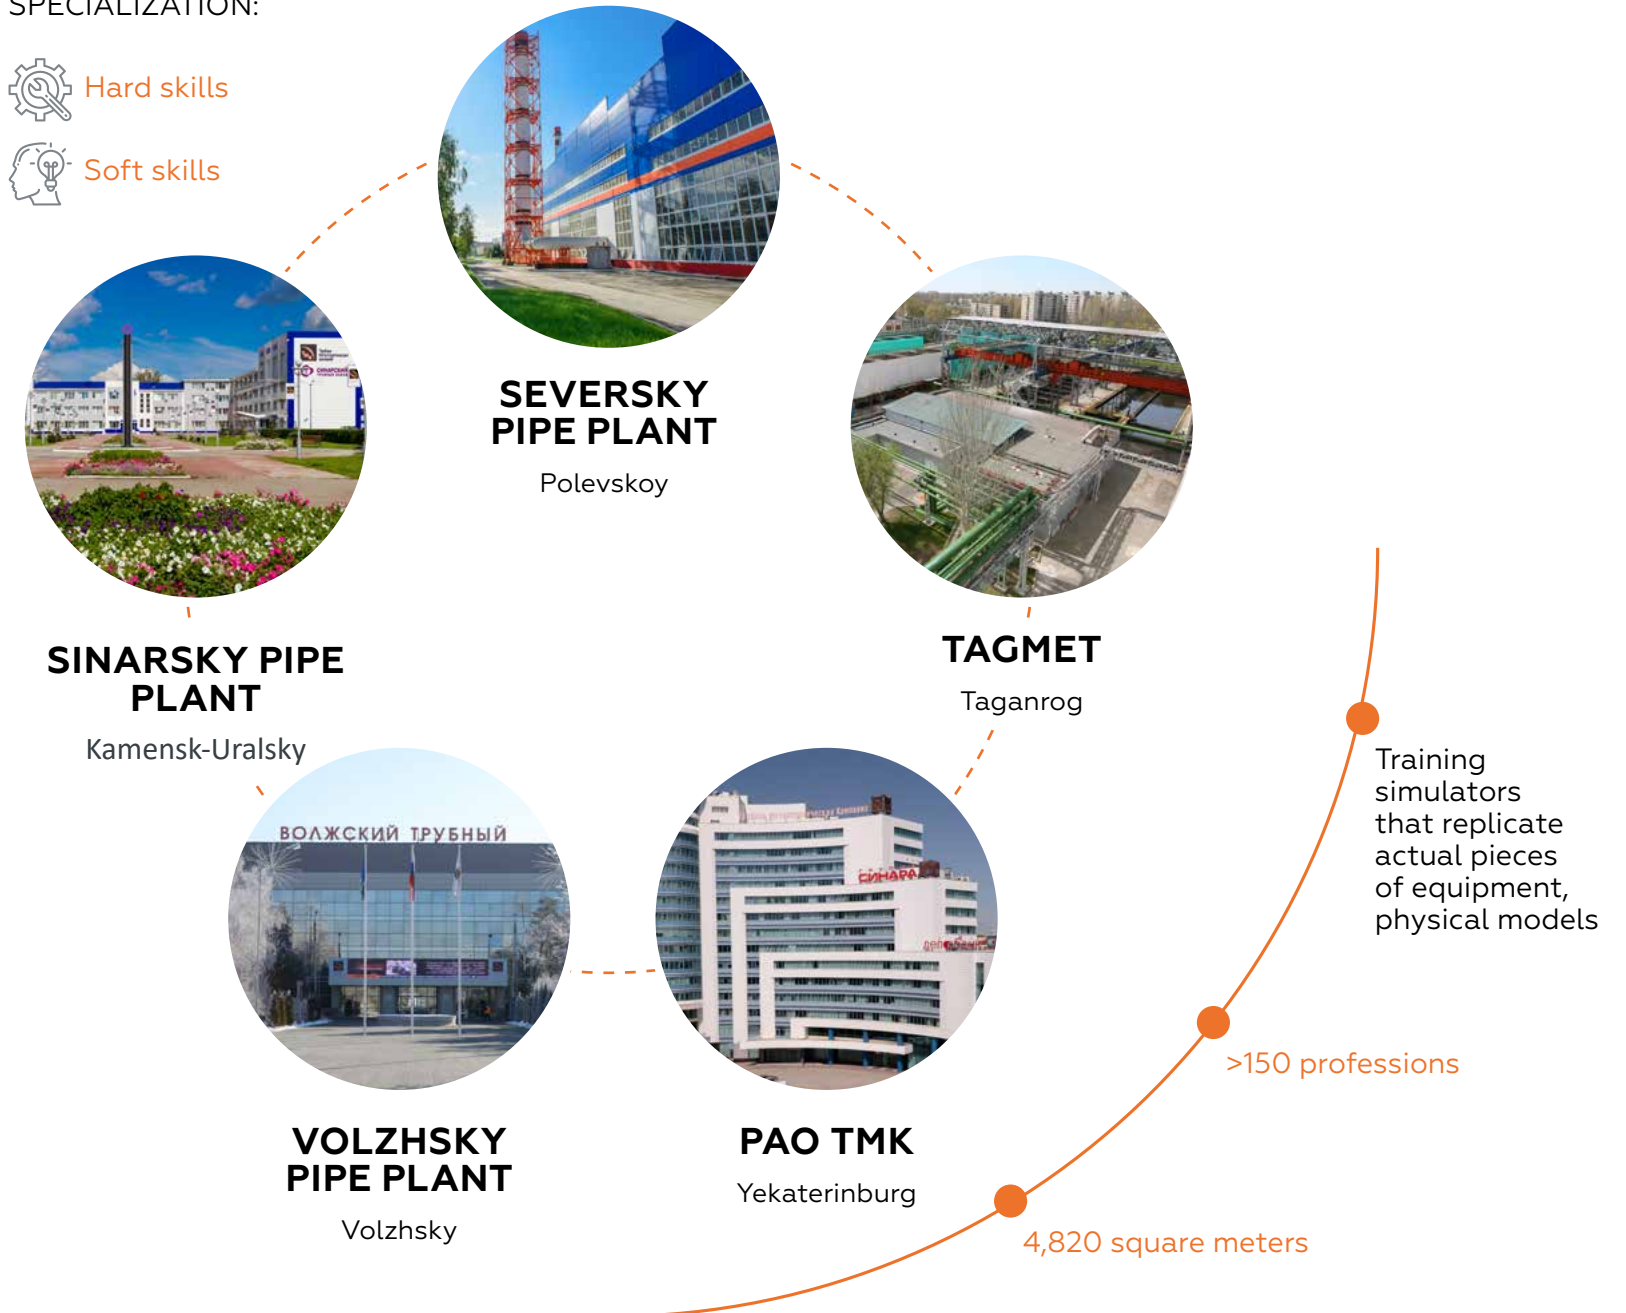 SPECIALIZATION:
Hard skills
Soft skills
SEVERSKY
PIPE PLANT
Polevskoy
СИНАРСКИЙ
SINARSKY PIPE
PLANT
Kamensk-Uralsky
TAGMET
Taganrog
ВОЛЖСКИЙ ТРУБНЫЙ
VOLZHSKY
PIPE PLANT
Volzhsky
СИНАРА
PAO TMK
Yekaterinburg
Training
simulators
that replicate
actual pieces
of equipment,
physical models
>150 professions
4,820 square meters